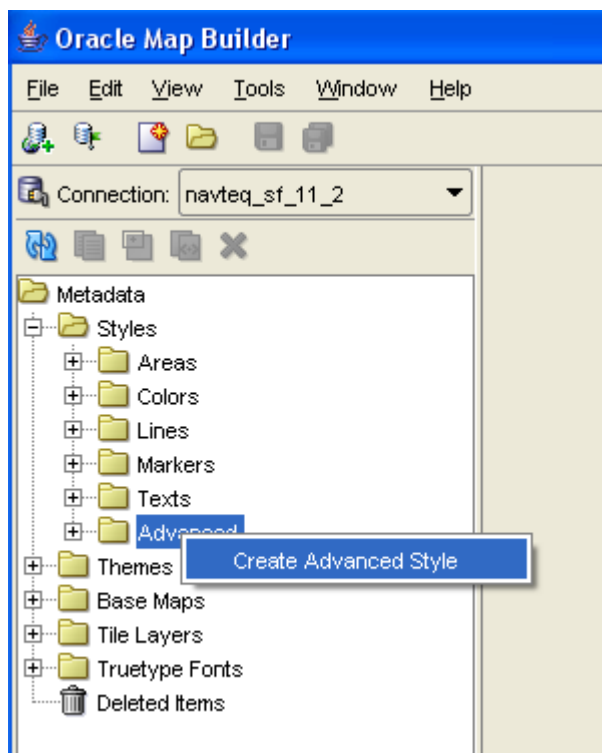 Oracle Map Builder
File Edit View Tools Window Help
Connection: navteq_sf_11_2
Metadata
Styles
Areas
Colors
Lines
Markers
Texts
Advanced
Create Advanced Style
Themes
Base Maps
Tile Layers
Truetype Fonts
Deleted Items